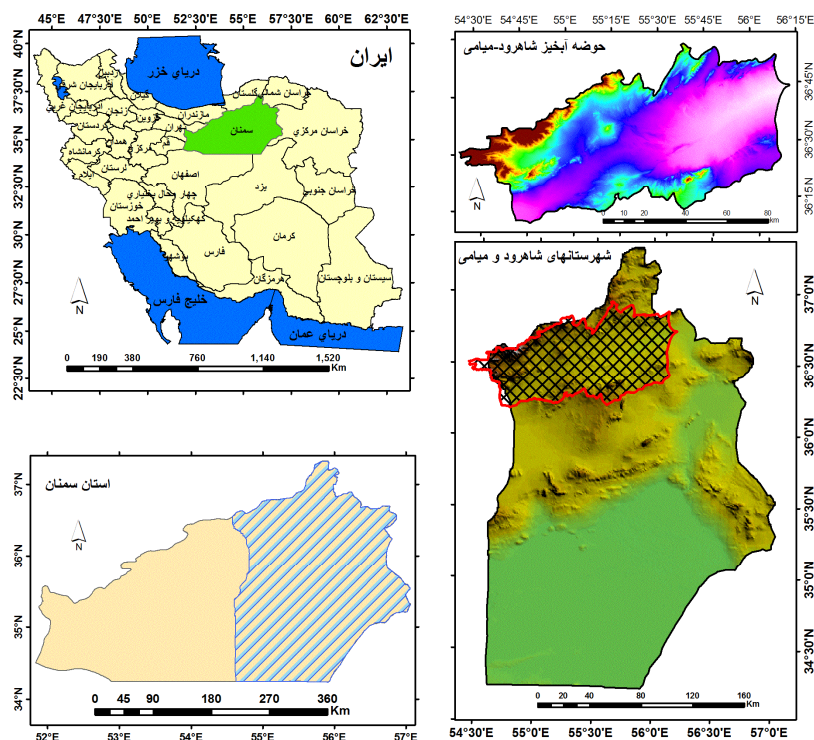 45°E 47°30'E 50°E 52°30'E 55°E 57°30'E 60°E 62°30'E
40°N
37°30'N
35°N
32°30'N
30°N
27°30'N
25°N
22°30'N
ایران
دریای خزر
اردبیل
آذربایجان شرقی
آذربایجان غربی
گیلان
زنجان
قزوین
مازندران
گلستان
خراسان شمالی
خراسان مرکزی
تهران
سمنان
کردستان
همدان
مرکزی
قم
کرمانشاه
لرستان
ایلام
اصفهان
یزد
خراسان جنوبی
چهار محال بختیاری
خوزستان
کهکیلویه و بویر احمد
کرمان
فارس
بوشهر
هرمزگان
سیستان و بلوچستان
خلیج فارس
دریای عمان
N
0 190 380 760 1,140 1,520
Km
54°30'E 54°45'E 55°E 55°15'E 55°30'E 55°45'E 56°E 56°15'E
حوضه آبخیز شاهرود-میامی
36°45'N
36°30'N
36°15'N
N
0 10 20 40 60 80
km
شهرستانهای شاهرود و میامی
N
37°0'N
36°30'N
36°0'N
35°30'N
35°0'N
34°30'N
0 20 40 80 120 160
Km
54°30'E 55°0'E 55°30'E 56°0'E 56°30'E 57°0'E
استان سمنان
37°N
36°N
35°N
34°N
N
0 45 90 180 270 360
Km
52°E 53°E 54°E 55°E 56°E 57°E